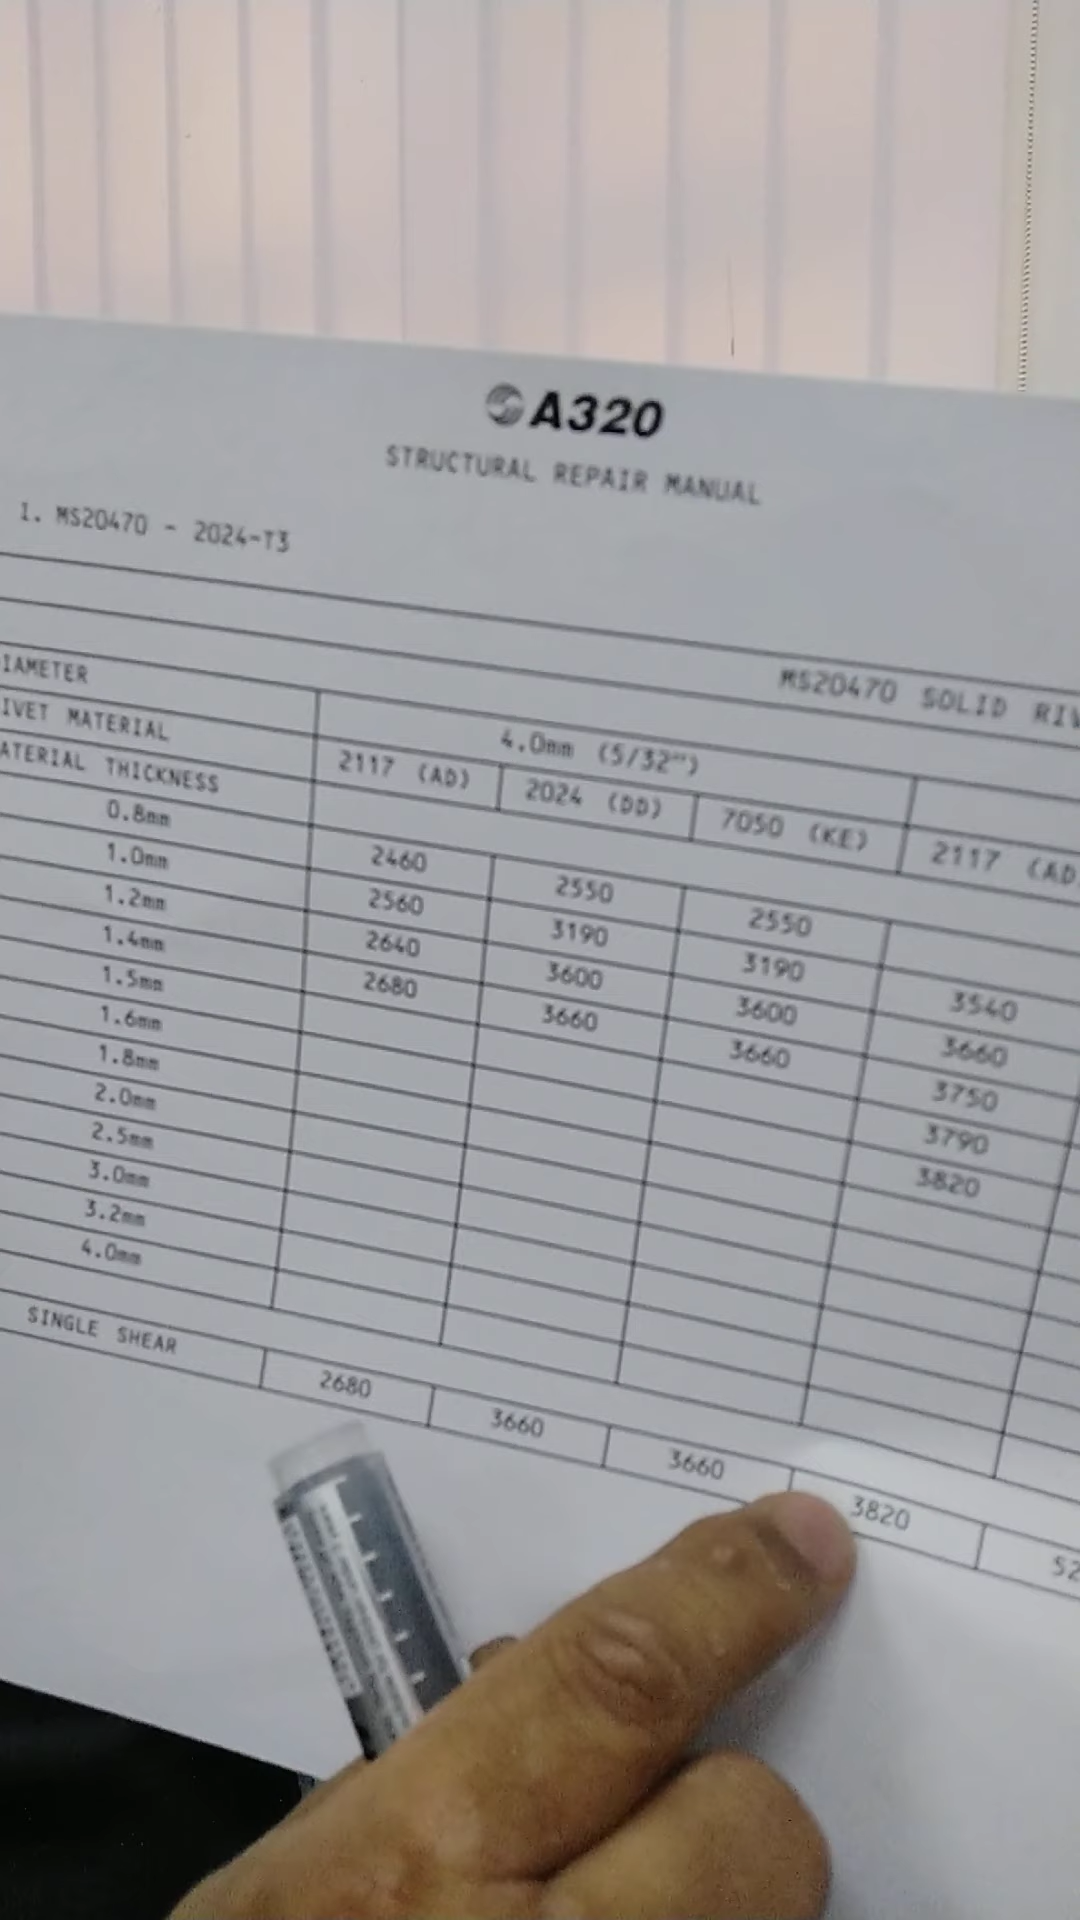 A320
STRUCTURAL REPAIR MANUAL
1. MS20470 - 2024-T3
MS20470 SOLID RIV
IAMETER 4.0mm (5/32")
IVET MATERIAL 2117 (AD) 2024 (DD) 7050 (KE) 2117 (AD
ATERIAL THICKNESS
0.8mm 2460 2550 2550
1.0mm 2560 3190 3190 3540
1.2mm 2640 3600 3600 3660
1.4mm 2680 3660 3660 3750
1.5mm 3790
1.6mm 3820
1.8mm
2.0mm
2.5mm
3.0mm
3.2mm
4.0mm
SINGLE SHEAR 2680 3660 3660 3820 52